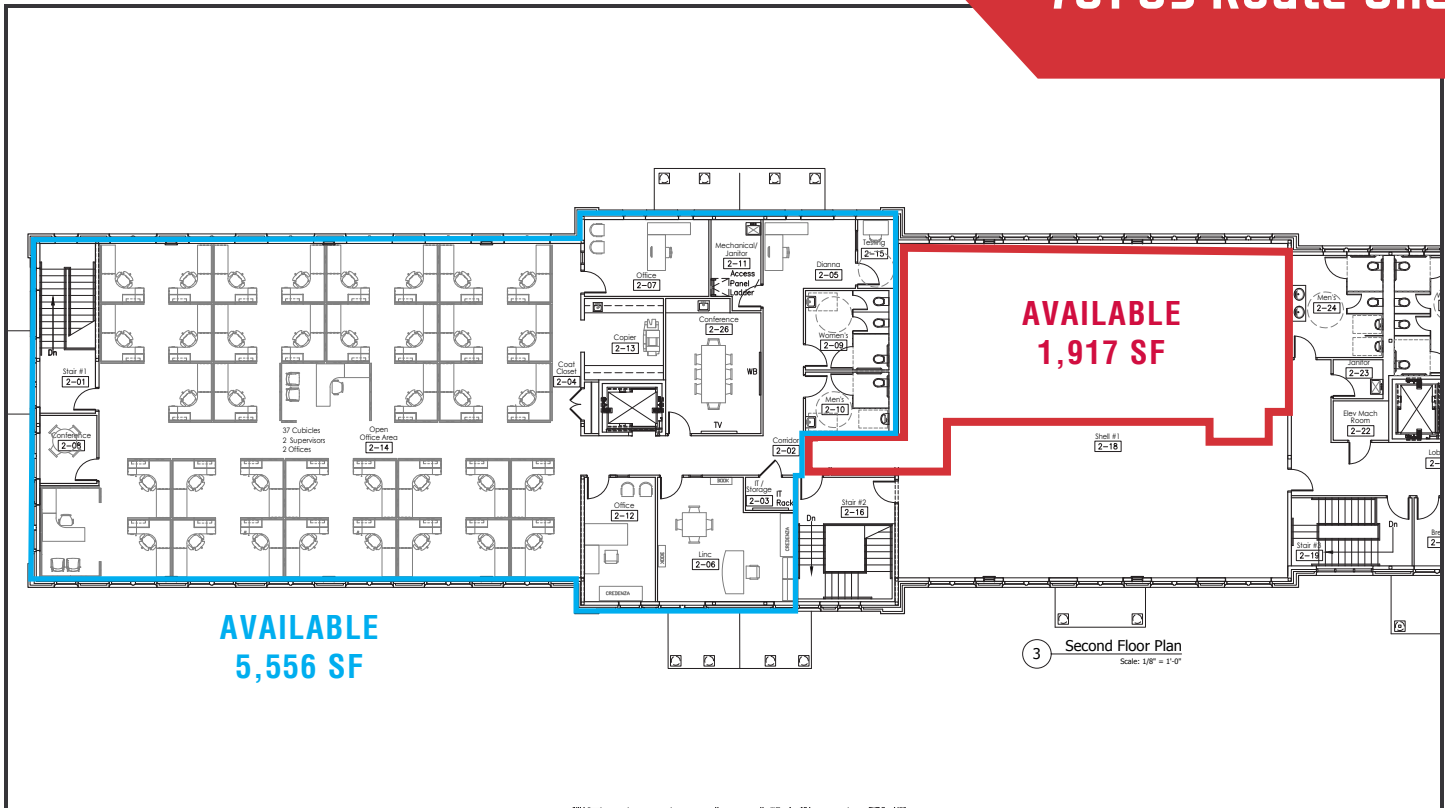 Route
Testing
2-15
Mechanical/
Janitor
2-11
Access
Panel
Ladder
Dianna
2-05
Office
2-07
Men's
2-24
AVAILABLE
1,917 SF
Conference
2-26
Copier
2-13
Women's
2-09
Dn
Stair #1
2-01
Coat
Closet
2-04
WB
Janitor
2-23
Men's
2-10
Elev Mach
Room
2-22
TV
37 Cubicles
2 Supervisors
2 Offices
Open
Office Area
2-14
Conference
2-08
Corridor
2-02
Shell #1
2-18
BOOK
IT /
Storage
2-03
IT
Rack
Office
2-12
Stair #2
2-16
Dn
Dn
CREDENZA
BOOK
Linc
2-06
Stair #3
2-19
CREDENZA
AVAILABLE
5,556 SF
3
Second Floor Plan
Scale: 1/8" = 1'-0"